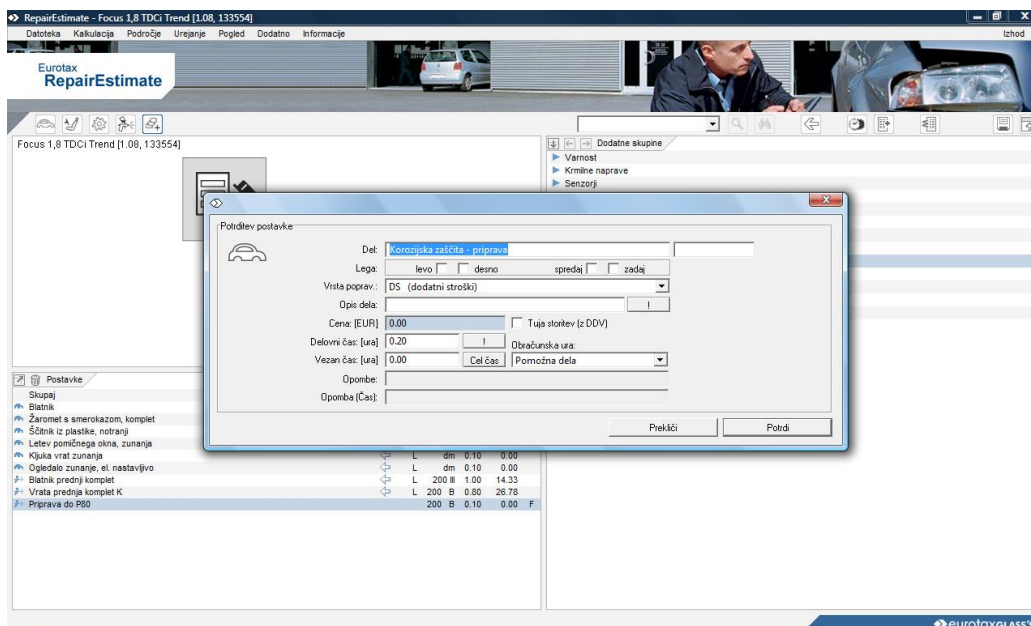 RepairEstimate - Focus 1,8 TDCi Trend [1.08, 133554]
Datoteka Kalkulacija Področje Urejanje Pogled Dodatno Informacije Izhod
Eurotax
RepairEstimate
Focus 1,8 TDCi Trend [1.08, 133554]
Dodatne skupine
Varnost
Krmilne naprave
Senzorji
Potrditev postavke
Del: Korozijska zaščita - priprava
Lega: levo desno spredaj zadaj
Vrsta poprav.: DS (dodatni stroški)
Opis dela: !
Cena: [EUR] 0.00 Tuja storitev (z DDV)
Delovni čas: [ura] 0.20 ! Obračunska ura:
Vezan čas: [ura] 0.00 Cel čas Pomožna dela
Opombe:
Opomba (Čas):
Prekliči Potrdi
Postavke
Skupaj
Blatnik
Žaromet s smerokazom, komplet
Ščitnik iz plastike, notranji
Letev pomičnega okna, zunanja
Kljuka vrat zunanja L dm 0.10 0.00
Ogledalo zunanje, el. nastavljivo L dm 0.10 0.00
Blatnik prednji komplet L 200 III 1.00 14.33
Vrata prednja komplet K L 200 B 0.80 26.78
Priprava do P80 200 B 0.10 0.00 F
eurotaxGLASS'S